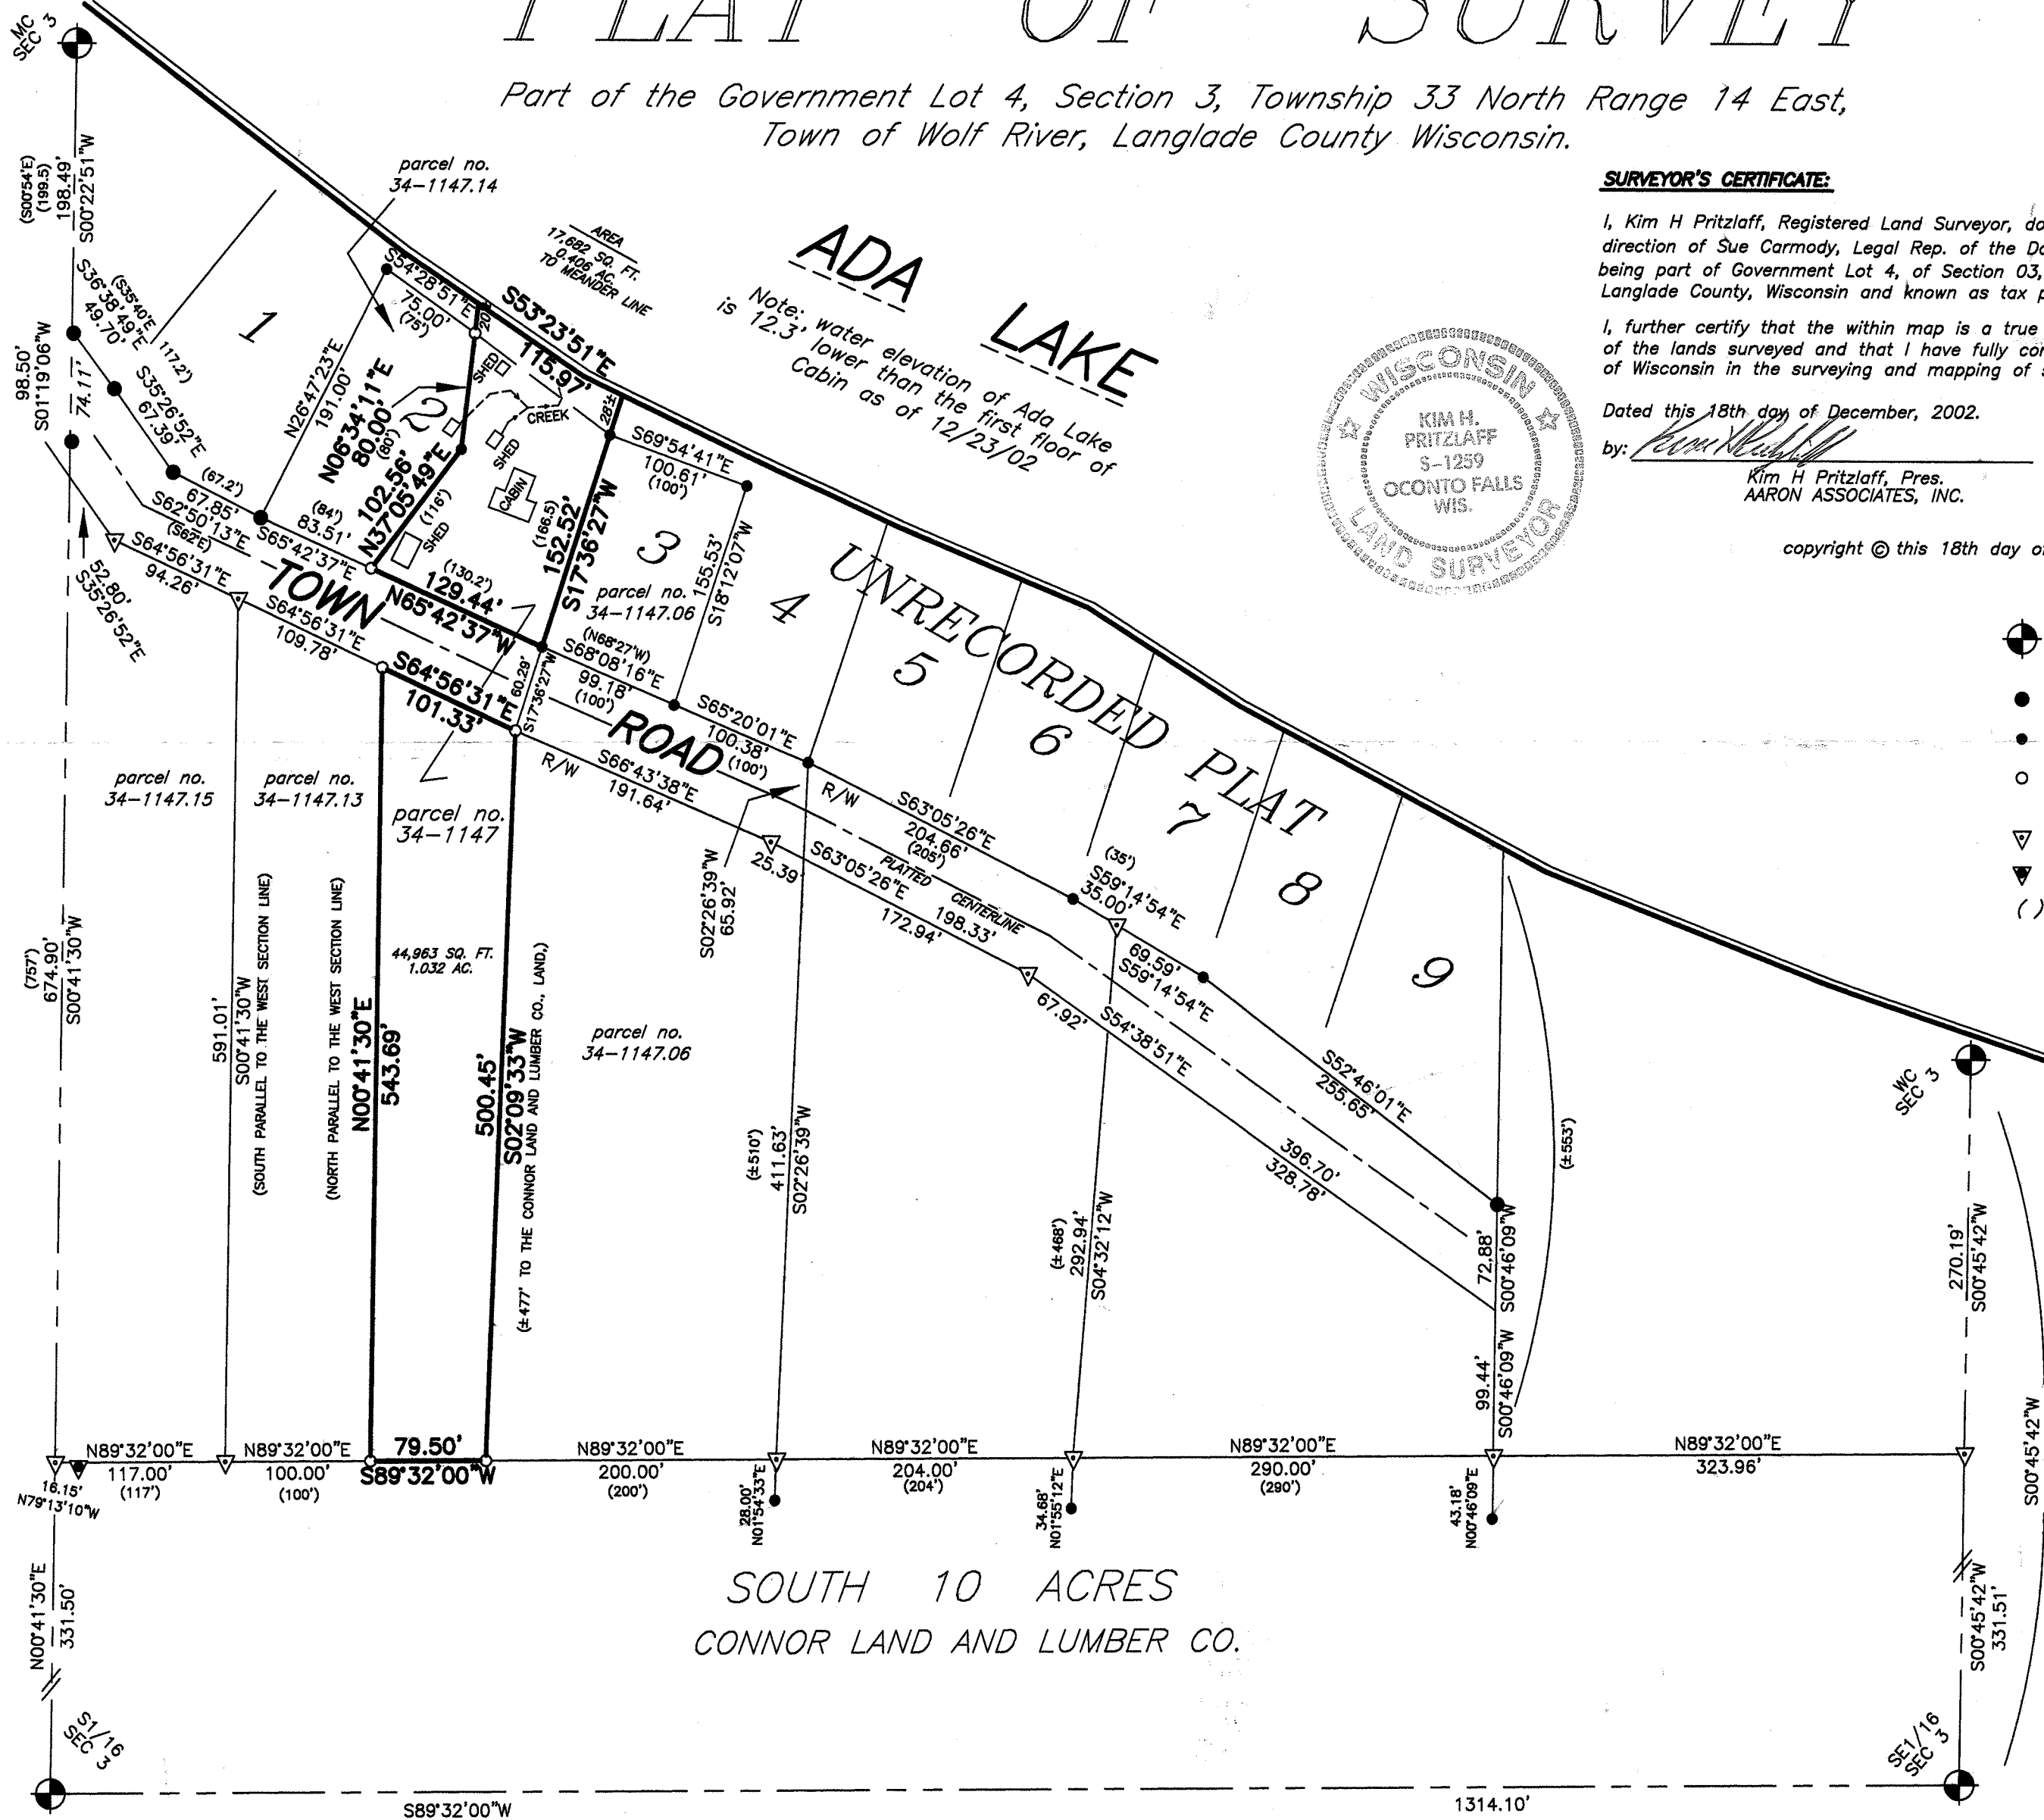 PLAT OF SURVEY
Part of the Government Lot 4, Section 3, Township 33 North Range 14 East,
Town of Wolf River, Langlade County Wisconsin.
SURVEYOR'S CERTIFICATE:
I, Kim H Pritzlaff, Registered Land Surveyor, do
direction of Sue Carmody, Legal Rep. of the Do
being part of Government Lot 4, of Section 03,
Langlade County, Wisconsin and known as tax p
I, further certify that the within map is a true
of the lands surveyed and that I have fully co
of Wisconsin in the surveying and mapping of s
Dated this 18th day of December, 2002.
by:
Kim H Pritzlaff, Pres.
AARON ASSOCIATES, INC.
copyright © this 18th day o
WISCONSIN
KIM H.
PRITZLAFF
S-1259
OCONTO FALLS
WIS.
LAND SURVEYOR
MC
SEC 3
(S00°54'E)
(199.5)
198.49'
S00°22'51"W
parcel no.
34-1147.14
AREA
17,682 SQ. FT.
0.406 AC.
TO MEANDER LINE
ADA LAKE
Note: water elevation of Ada Lake
is 12.3' lower than the first floor of
Cabin as of 12/23/02
(S35°40'E
117.2')
S36°38'49"E
49.70'
S35°26'52"E
67.39'
98.50'
S01°19'06"W
74.11'
1
N26°47'23"E
191.00'
S54°28'51"E
75.00'
(75')
20'±
S53°23'51"E
115.97'
28'±
N06°34'11"E
80.00'
(80')
2
SHED
CREEK
SHED
CABIN
SHED
102.56'
N37°05'49"E
(116')
(166.5)
152.52'
S17°36'27"W
S69°54'41"E
100.61'
(100')
3
parcel no.
34-1147.06
155.53'
S18°12'07"W
(67.2')
67.85'
S62°50'13"E
(S62°E)
(84')
83.51'
S65°42'37"E
(130.2')
129.44'
N65°42'37"W
52.80'
S35°26'52"E
S64°56'31"E
94.26'
S64°56'31"E
109.78'
TOWN ROAD
S64°56'31"E
101.33'
60.29'
S17°36'27"W
(N68°27'W)
S68°08'16"E
99.18'
(100')
S65°20'01"E
100.38'
(100')
UNRECORDED PLAT
4
5
6
7
8
9
R/W
S66°43'38"E
191.64'
R/W
S63°05'26"E
204.66'
(205')
PLATTED CENTERLINE
25.39'
S63°05'26"E
198.33'
172.94'
S02°26'39"W
65.92'
(35')
S59°14'54"E
35.00'
69.59'
S59°14'54"E
67.92'
S54°38'51"E
S52°46'01"E
255.65'
396.70'
328.78'
parcel no.
34-1147.15
parcel no.
34-1147.13
parcel no.
34-1147
44,963 SQ. FT.
1.032 AC.
parcel no.
34-1147.06
(757')
674.90'
S00°41'30"W
591.01'
S00°41'30"W
(SOUTH PARALLEL TO THE WEST SECTION LINE)
(NORTH PARALLEL TO THE WEST SECTION LINE)
N00°41'30"E
543.69'
500.45'
S02°09'33"W
(±477' TO THE CONNOR LAND AND LUMBER CO., LAND,)
(±510')
411.63'
S02°26'39"W
(±468')
292.94'
S04°32'12"W
72.88'
S00°46'09"W
99.44'
S00°46'09"W
(±553')
WC
SEC 3
270.19'
S00°45'42"W
S00°45'42"W
( )
N89°32'00"E
117.00'
(117')
N89°32'00"E
100.00'
(100')
79.50'
S89°32'00"W
N89°32'00"E
200.00'
(200')
N89°32'00"E
204.00'
(204')
N89°32'00"E
290.00'
(290')
N89°32'00"E
323.96'
16.15'
N79°13'10"W
28.00'
N01°54'33"E
34.68'
N01°55'12"E
43.18'
N00°46'09"E
N00°41'30"E
331.50'
SOUTH 10 ACRES
CONNOR LAND AND LUMBER CO.
S00°45'42"W
331.51'
S1/16
SEC 3
SE1/16
SEC 3
S89°32'00"W
1314.10'